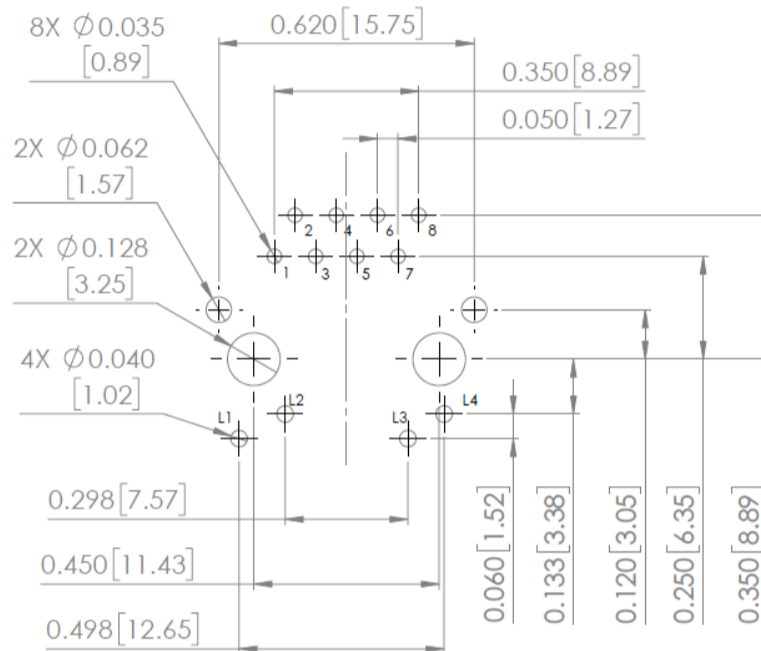 8X Ø0.035
[0.89]
0.620[15.75]
0.350[8.89]
0.050[1.27]
2X Ø0.062
[1.57]
2 4 6 8
1 3 5 7
2X Ø0.128
[3.25]
4X Ø0.040
[1.02]
L1 L2 L3 L4
0.298[7.57]
0.450[11.43]
0.498[12.65]
0.060[1.52]
0.133[3.38]
0.120[3.05]
0.250[6.35]
0.350[8.89]